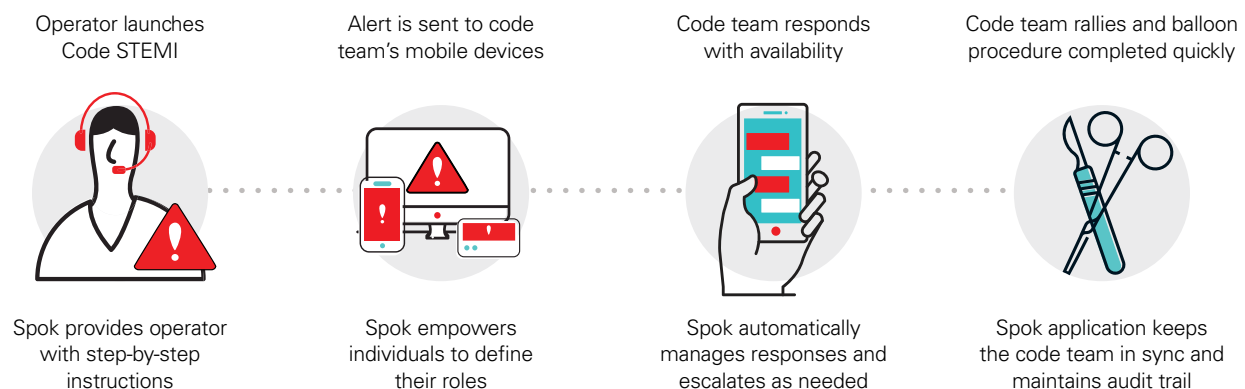 Operator launches
Code STEMI
Alert is sent to code
team's mobile devices
Code team responds
with availability
Code team rallies and balloon
procedure completed quickly
Spok provides operator
with step-by-step
instructions
Spok empowers
individuals to define
their roles
Spok automatically
manages responses and
escalates as needed
Spok application keeps
the code team in sync and
maintains audit trail